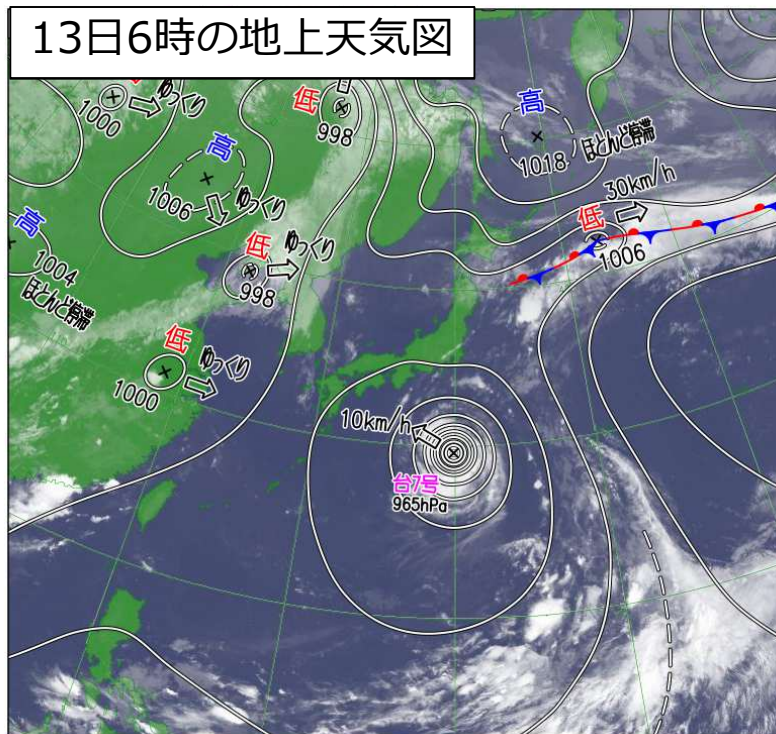 13日6時の地上天気図
低
1000
ゆっくり
低
998
高
1006
ゆっくり
高
1018
ほとんど停滞
30km/h
低
1006
高
1004
ほとんど停滞
低
998
ゆっくり
低
1000
ゆっくり
10km/h
台7号
965hPa